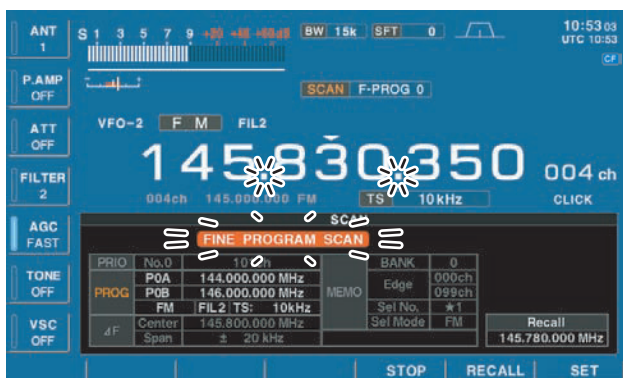 ANT
1
S 1 3 5 7 9 +20 +40 +60dB
BW 15k SFT 0
10:53 03
UTC 10:53
CF
P.AMP
OFF
SCAN F-PROG 0
ATT
OFF
VFO-2 F M FIL2
145.830.350
004 ch
FILTER
2
004ch 145.000.000 FM
TS 10kHz
CLICK
AGC
FAST
SCAN
FINE PROGRAM SCAN
TONE
OFF
PRIO No.0 10 ch
PROG P0A 144.000.000 MHz
P0B 146.000.000 MHz
FM FIL2 TS: 10kHz
⊿F Center 145.800.000 MHz
Span ± 20 kHz
MEMO BANK 0
Edge 000ch
099ch
Sel No. ★1
Sel Mode FM
VSC
OFF
Recall
145.780.000 MHz
STOP RECALL SET